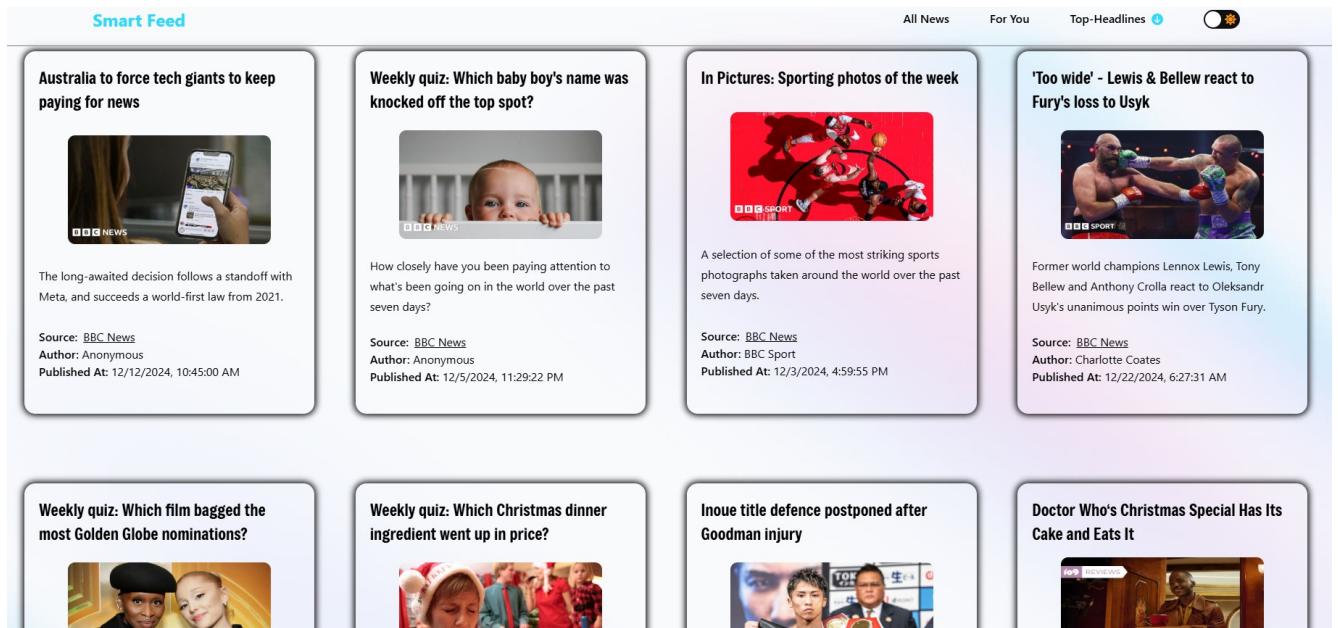 Smart Feed
All News
For You
Top-Headlines
Australia to force tech giants to keep
paying for news
BBC NEWS
The long-awaited decision follows a standoff with
Meta, and succeeds a world-first law from 2021.
Source: BBC News
Author: Anonymous
Published At: 12/12/2024, 10:45:00 AM
Weekly quiz: Which baby boy's name was
knocked off the top spot?
BBC NEWS
How closely have you been paying attention to
what's been going on in the world over the past
seven days?
Source: BBC News
Author: Anonymous
Published At: 12/5/2024, 11:29:22 PM
In Pictures: Sporting photos of the week
BBC SPORT
A selection of some of the most striking sports
photographs taken around the world over the past
seven days.
Source: BBC News
Author: BBC Sport
Published At: 12/3/2024, 4:59:55 PM
'Too wide' - Lewis & Bellew react to
Fury's loss to Usyk
BBC SPORT
Former world champions Lennox Lewis, Tony
Bellew and Anthony Crolla react to Oleksandr
Usyk's unanimous points win over Tyson Fury.
Source: BBC News
Author: Charlotte Coates
Published At: 12/22/2024, 6:27:31 AM
Weekly quiz: Which film bagged the
most Golden Globe nominations?
Weekly quiz: Which Christmas dinner
ingredient went up in price?
Inoue title defence postponed after
Goodman injury
Doctor Who's Christmas Special Has Its
Cake and Eats It
io9 REVIEWS